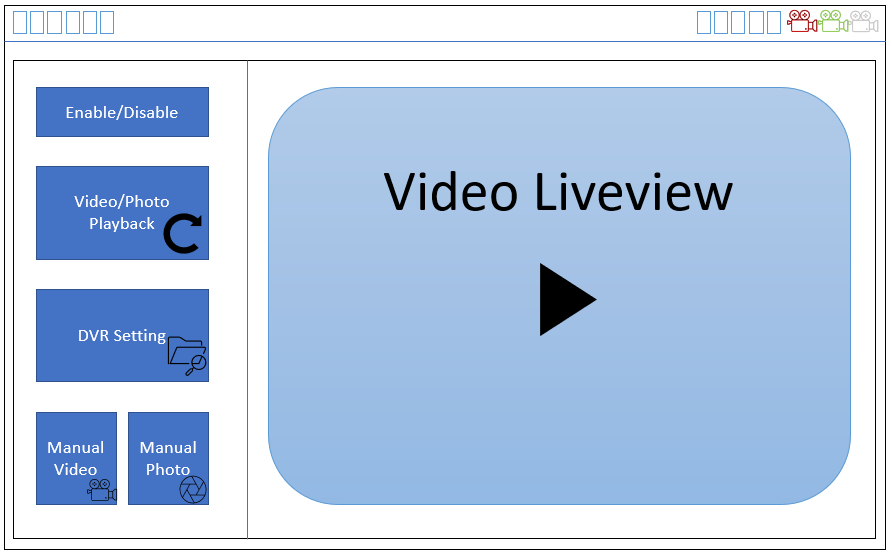 Enable/Disable
Video/Photo
Playback
DVR Setting
Manual
Video
Manual
Photo
Video Liveview